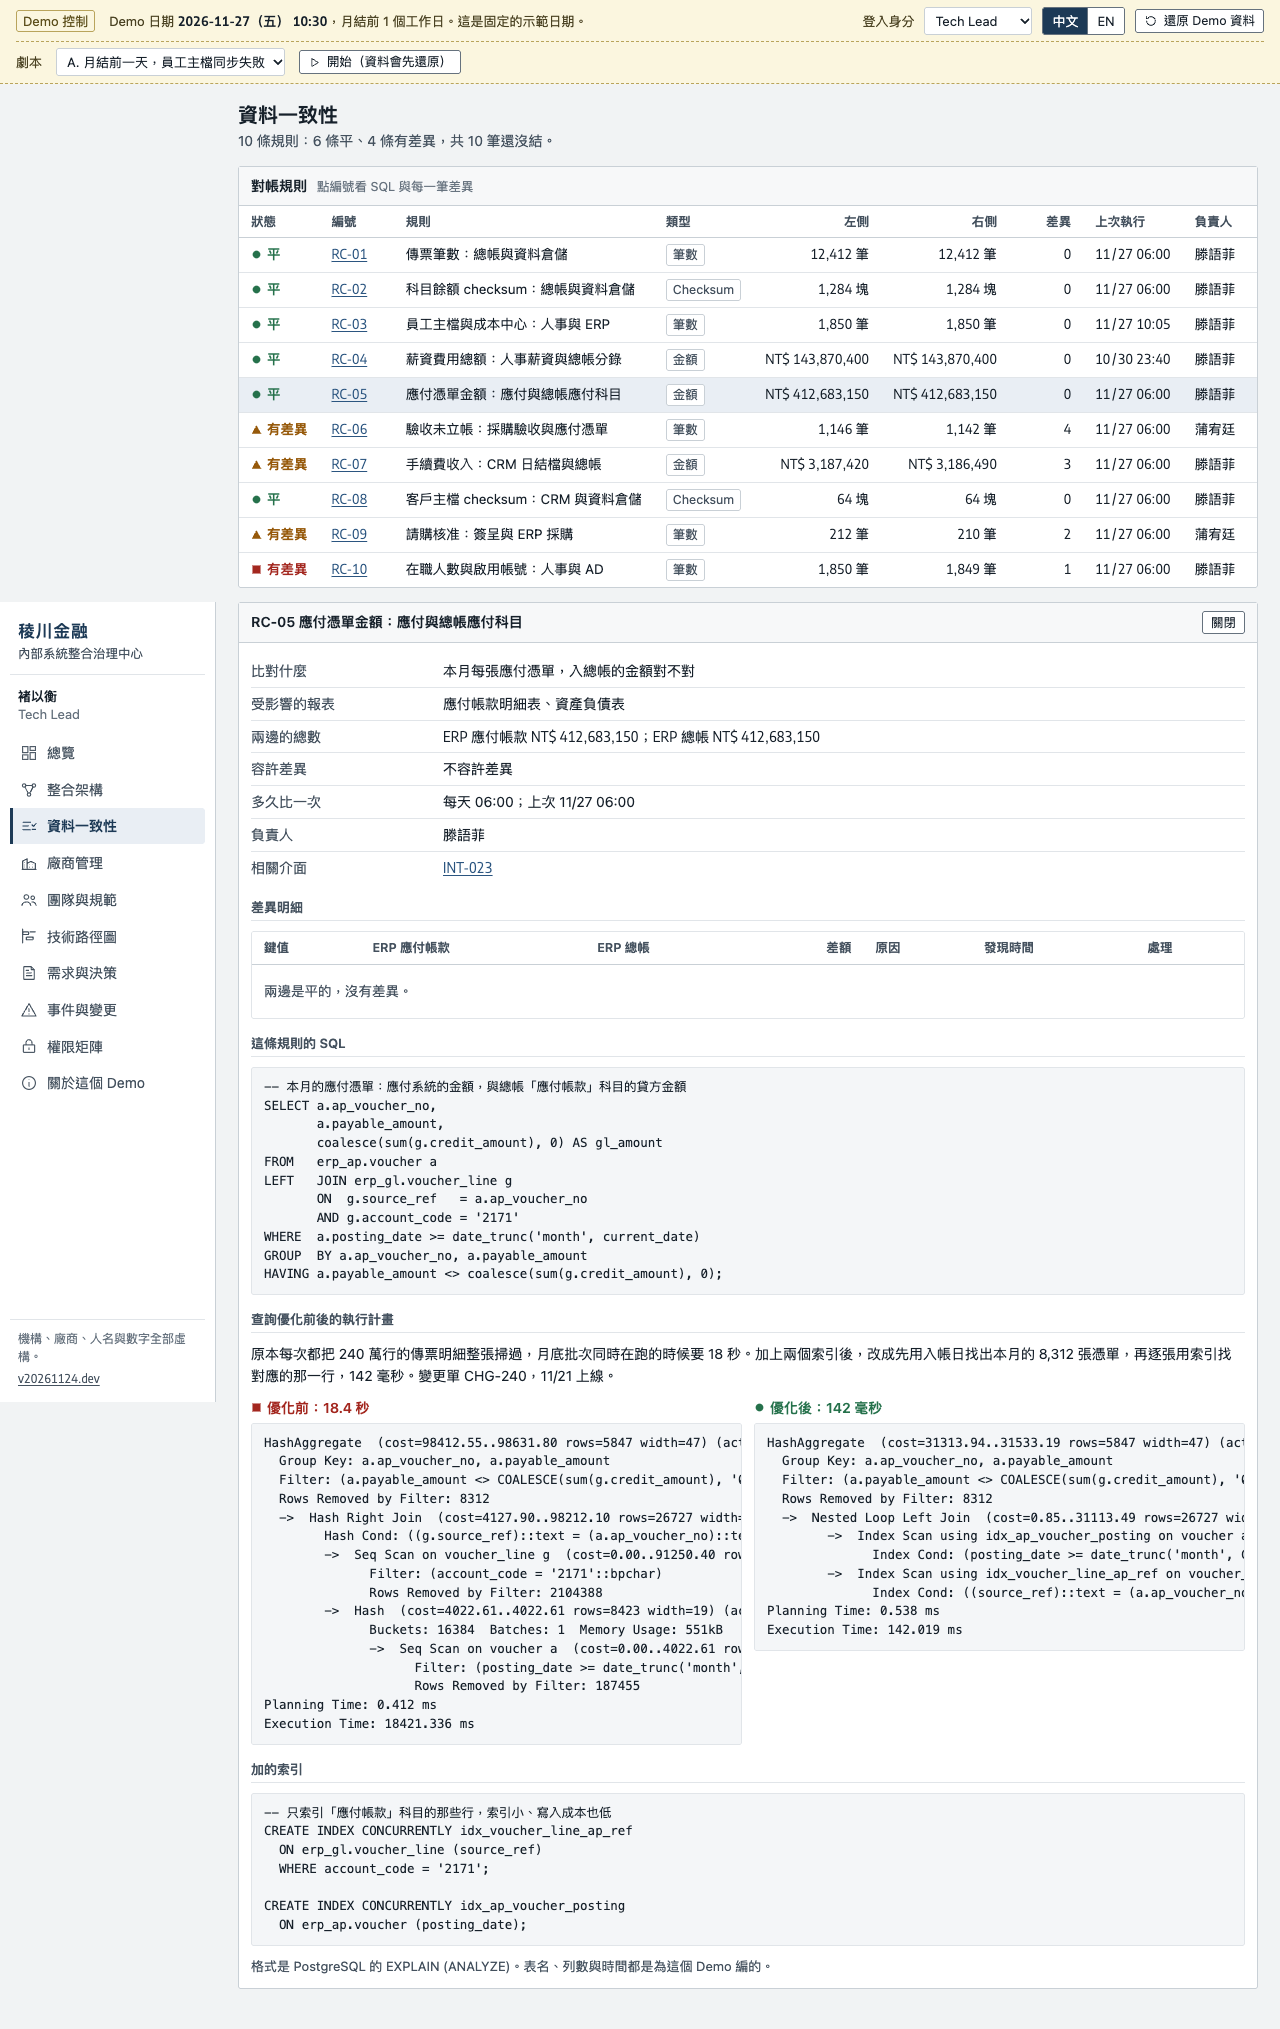 Demo 控制 Demo 日期 2026-11-27（五） 10:30，月結前 1 個工作日。這是固定的示範日期。 登入身分 Tech Lead 中文 EN 還原 Demo 資料
劇本 A. 月結前一天，員工主檔同步失敗 開始（資料會先還原）
資料一致性
10 條規則：6 條平、4 條有差異，共 10 筆還沒結。
對帳規則 點編號看 SQL 與每一筆差異
狀態 編號 規則 類型 左側 右側 差異 上次執行 負責人
平 RC-01 傳票筆數：總帳與資料倉儲 筆數 12,412 筆 12,412 筆 0 11/27 06:00 滕語菲
平 RC-02 科目餘額 checksum：總帳與資料倉儲 Checksum 1,284 塊 1,284 塊 0 11/27 06:00 滕語菲
平 RC-03 員工主檔與成本中心：人事與 ERP 筆數 1,850 筆 1,850 筆 0 11/27 10:05 滕語菲
平 RC-04 薪資費用總額：人事薪資與總帳分錄 金額 NT$ 143,870,400 NT$ 143,870,400 0 10/30 23:40 滕語菲
平 RC-05 應付憑單金額：應付與總帳應付科目 金額 NT$ 412,683,150 NT$ 412,683,150 0 11/27 06:00 滕語菲
有差異 RC-06 驗收未立帳：採購驗收與應付憑單 筆數 1,146 筆 1,142 筆 4 11/27 06:00 蒲宥廷
有差異 RC-07 手續費收入：CRM 日結檔與總帳 金額 NT$ 3,187,420 NT$ 3,186,490 3 11/27 06:00 滕語菲
平 RC-08 客戶主檔 checksum：CRM 與資料倉儲 Checksum 64 塊 64 塊 0 11/27 06:00 滕語菲
有差異 RC-09 請購核准：簽呈與 ERP 採購 筆數 212 筆 210 筆 2 11/27 06:00 蒲宥廷
有差異 RC-10 在職人數與啟用帳號：人事與 AD 筆數 1,850 筆 1,849 筆 1 11/27 06:00 滕語菲
稜川金融
內部系統整合治理中心
褚以衡
Tech Lead
總覽
整合架構
資料一致性
廠商管理
團隊與規範
技術路徑圖
需求與決策
事件與變更
權限矩陣
關於這個 Demo
機構、廠商、人名與數字全部虛
構。
v20261124.dev
RC-05 應付憑單金額：應付與總帳應付科目 關閉
比對什麼 本月每張應付憑單，入總帳的金額對不對
受影響的報表 應付帳款明細表、資產負債表
兩邊的總數 ERP 應付帳款 NT$ 412,683,150；ERP 總帳 NT$ 412,683,150
容許差異 不容許差異
多久比一次 每天 06:00；上次 11/27 06:00
負責人 滕語菲
相關介面 INT-023
差異明細
鍵值 ERP 應付帳款 ERP 總帳 差額 原因 發現時間 處理
兩邊是平的，沒有差異。
這條規則的 SQL
-- 本月的應付憑單：應付系統的金額，與總帳「應付帳款」科目的貸方金額
SELECT a.ap_voucher_no,
a.payable_amount,
coalesce(sum(g.credit_amount), 0) AS gl_amount
FROM erp_ap.voucher a
LEFT JOIN erp_gl.voucher_line g
ON g.source_ref = a.ap_voucher_no
AND g.account_code = '2171'
WHERE a.posting_date >= date_trunc('month', current_date)
GROUP BY a.ap_voucher_no, a.payable_amount
HAVING a.payable_amount <> coalesce(sum(g.credit_amount), 0);
查詢優化前後的執行計畫
原本每次都把 240 萬行的傳票明細整張掃過，月底批次同時在跑的時候要 18 秒。加上兩個索引後，改成先用入帳日找出本月的 8,312 張憑單，再逐張用索引找
對應的那一行，142 毫秒。變更單 CHG-240，11/21 上線。
優化前：18.4 秒
HashAggregate (cost=98412.55..98631.80 rows=5847 width=47) (act
Group Key: a.ap_voucher_no, a.payable_amount
Filter: (a.payable_amount <> COALESCE(sum(g.credit_amount), '0
Rows Removed by Filter: 8312
-> Hash Right Join (cost=4127.90..98212.10 rows=26727 width=
Hash Cond: ((g.source_ref)::text = (a.ap_voucher_no)::te
-> Seq Scan on voucher_line g (cost=0.00..91250.40 row
Filter: (account_code = '2171'::bpchar)
Rows Removed by Filter: 2104388
-> Hash (cost=4022.61..4022.61 rows=8423 width=19) (ac
Buckets: 16384 Batches: 1 Memory Usage: 551kB
-> Seq Scan on voucher a (cost=0.00..4022.61 row
Filter: (posting_date >= date_trunc('month',
Rows Removed by Filter: 187455
Planning Time: 0.412 ms
Execution Time: 18421.336 ms
優化後：142 毫秒
HashAggregate (cost=31313.94..31533.19 rows=5847 width=47) (act
Group Key: a.ap_voucher_no, a.payable_amount
Filter: (a.payable_amount <> COALESCE(sum(g.credit_amount), '0
Rows Removed by Filter: 8312
-> Nested Loop Left Join (cost=0.85..31113.49 rows=26727 wid
-> Index Scan using idx_ap_voucher_posting on voucher a
Index Cond: (posting_date >= date_trunc('month', C
-> Index Scan using idx_voucher_line_ap_ref on voucher_
Index Cond: ((source_ref)::text = (a.ap_voucher_no
Planning Time: 0.538 ms
Execution Time: 142.019 ms
加的索引
-- 只索引「應付帳款」科目的那些行，索引小、寫入成本也低
CREATE INDEX CONCURRENTLY idx_voucher_line_ap_ref
ON erp_gl.voucher_line (source_ref)
WHERE account_code = '2171';
CREATE INDEX CONCURRENTLY idx_ap_voucher_posting
ON erp_ap.voucher (posting_date);
格式是 PostgreSQL 的 EXPLAIN (ANALYZE)。表名、列數與時間都是為這個 Demo 編的。